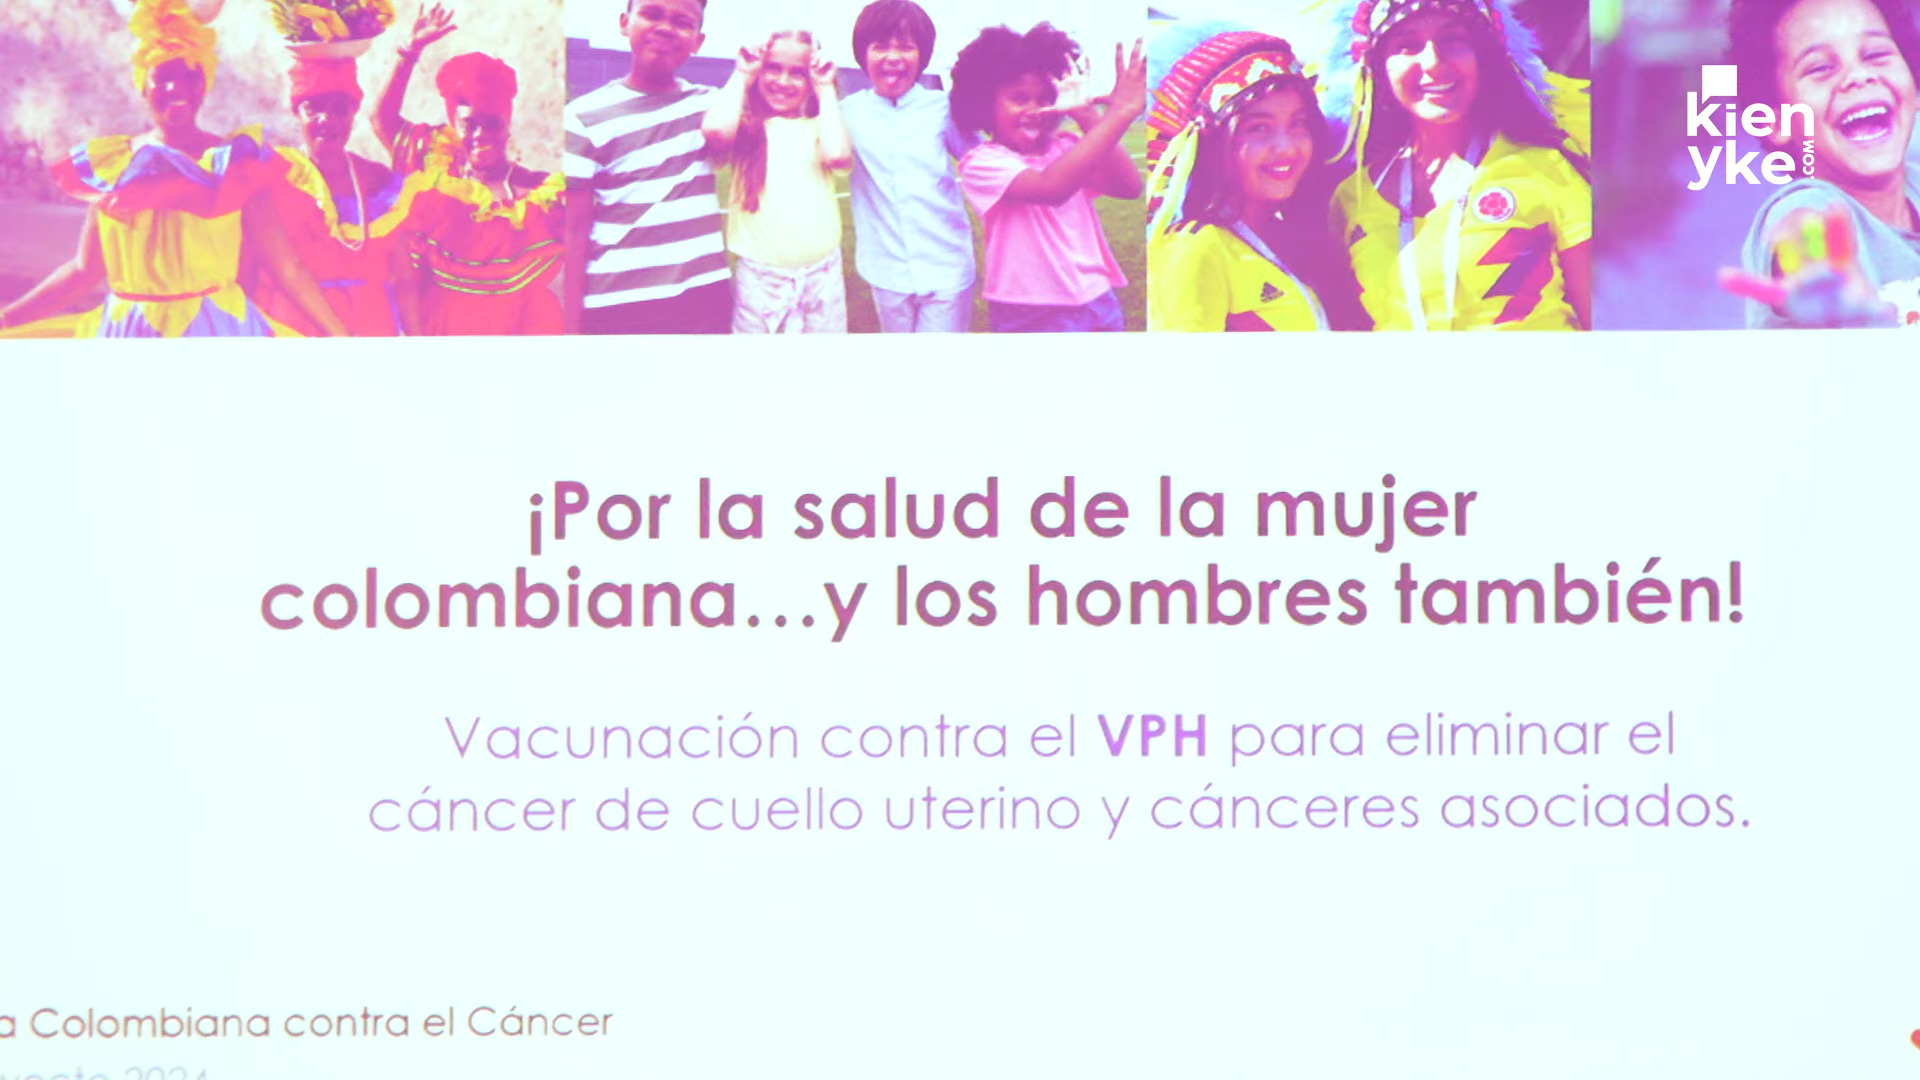 kien
yke
.COM
¡Por la salud de la mujer
colombiana...y los hombres también!
Vacunación contra el VPH para eliminar el
cáncer de cuello uterino y cánceres asociados.
a Colombiana contra el Cáncer
2024